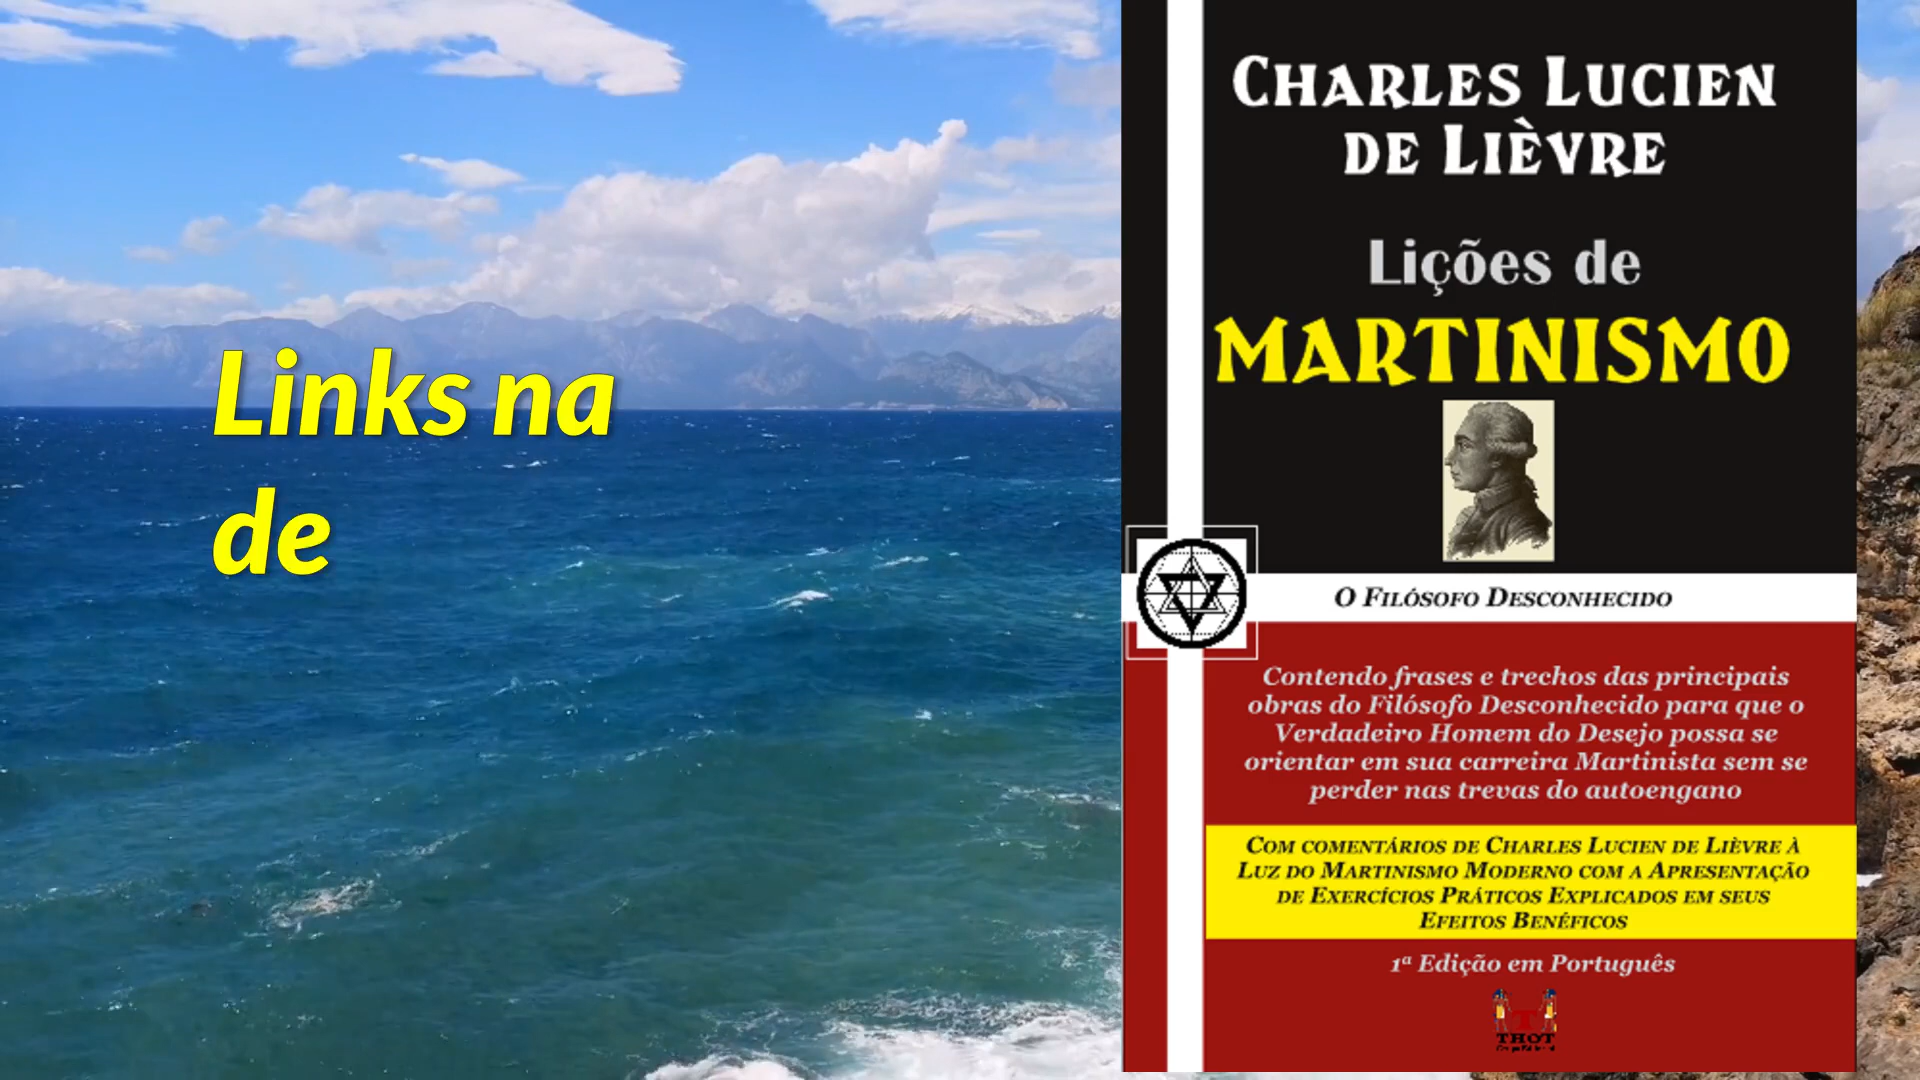 Links na
de
CHARLES LUCIEN
DE LIÈVRE
Lições de
MARTINISMO
O FILÓSOFO DESCONHECIDO
Contendo frases e trechos das principais
obras do Filósofo Desconhecido para que o
Verdadeiro Homem do Desejo possa se
orientar em sua carreira Martinista sem se
perder nas trevas do autoengano
COM COMENTÁRIOS DE CHARLES LUCIEN DE LIÈVRE À
LUZ DO MARTINISMO MODERNO COM A APRESENTAÇÃO
DE EXERCÍCIOS PRÁTICOS EXPLICADOS EM SEUS
EFEITOS BENÉFICOS
1ª Edição em Português
T
THOT